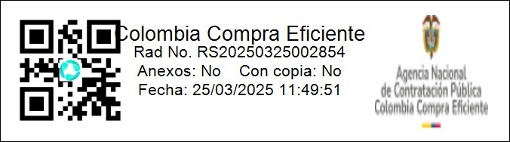 Colombia Compra Eficiente
Rad No. RS20250325002854
Anexos: No Con copia: No
Fecha: 25/03/2025 11:49:51
Agencia Nacional
de Contratación Pública
Colombia Compra Eficiente